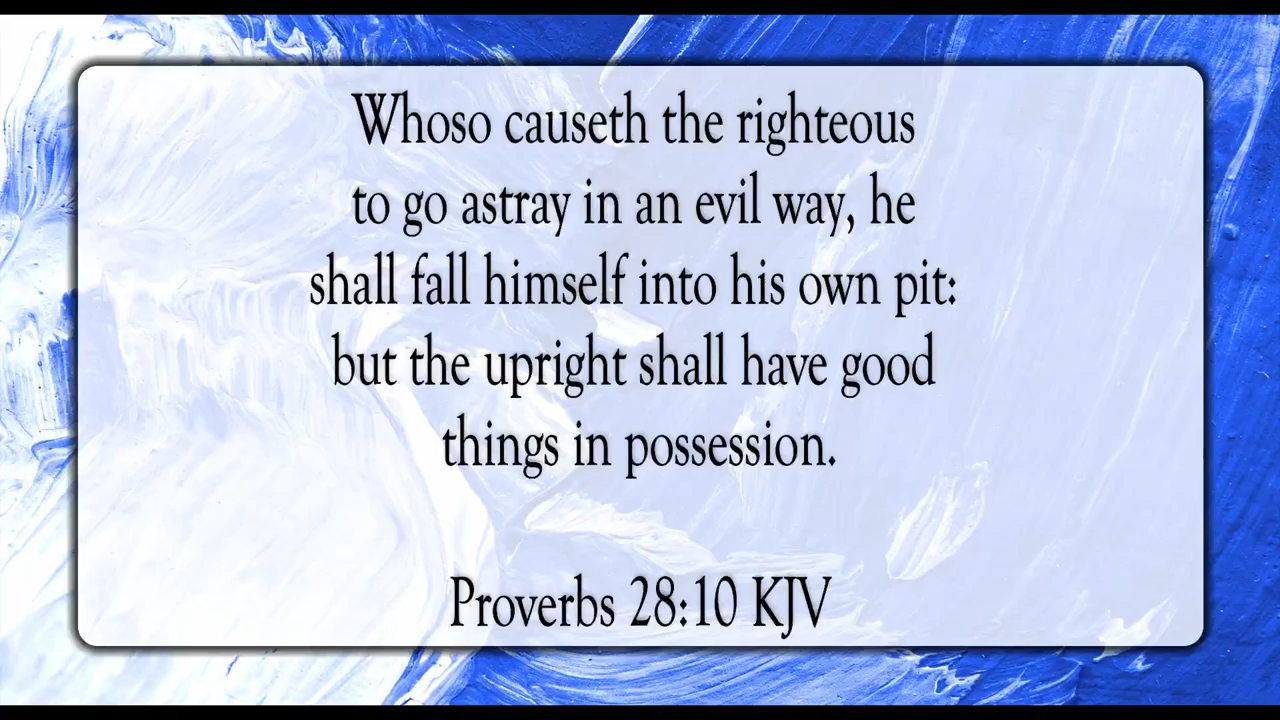 Whoso causeth the righteous
to go astray in an evil way, he
shall fall himself into his own pit:
but the upright shall have good
things in possession.
Proverbs 28:10 KJV